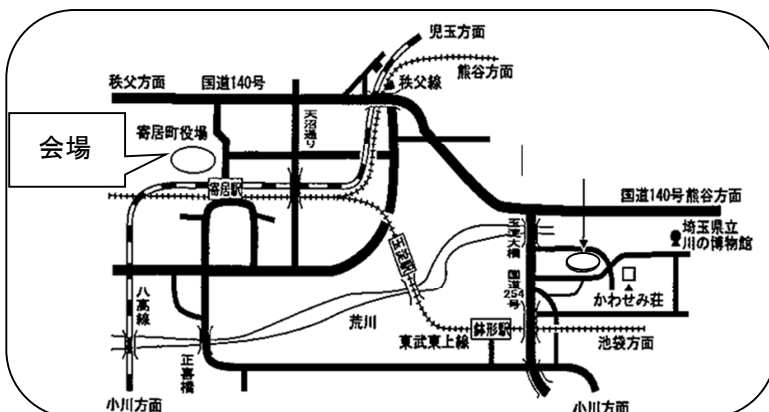 児玉方面
熊谷方面
秩父線
秩父方面
国道140号
天沼通り
寄居町役場
会場
寄居駅
国道140号熊谷方面
玉淀大橋
埼玉県立
川の博物館
玉淀駅
国道254号
かわせみ荘
八高線
荒川
東武東上線
鉢形駅
池袋方面
正喜橋
小川方面
小川方面